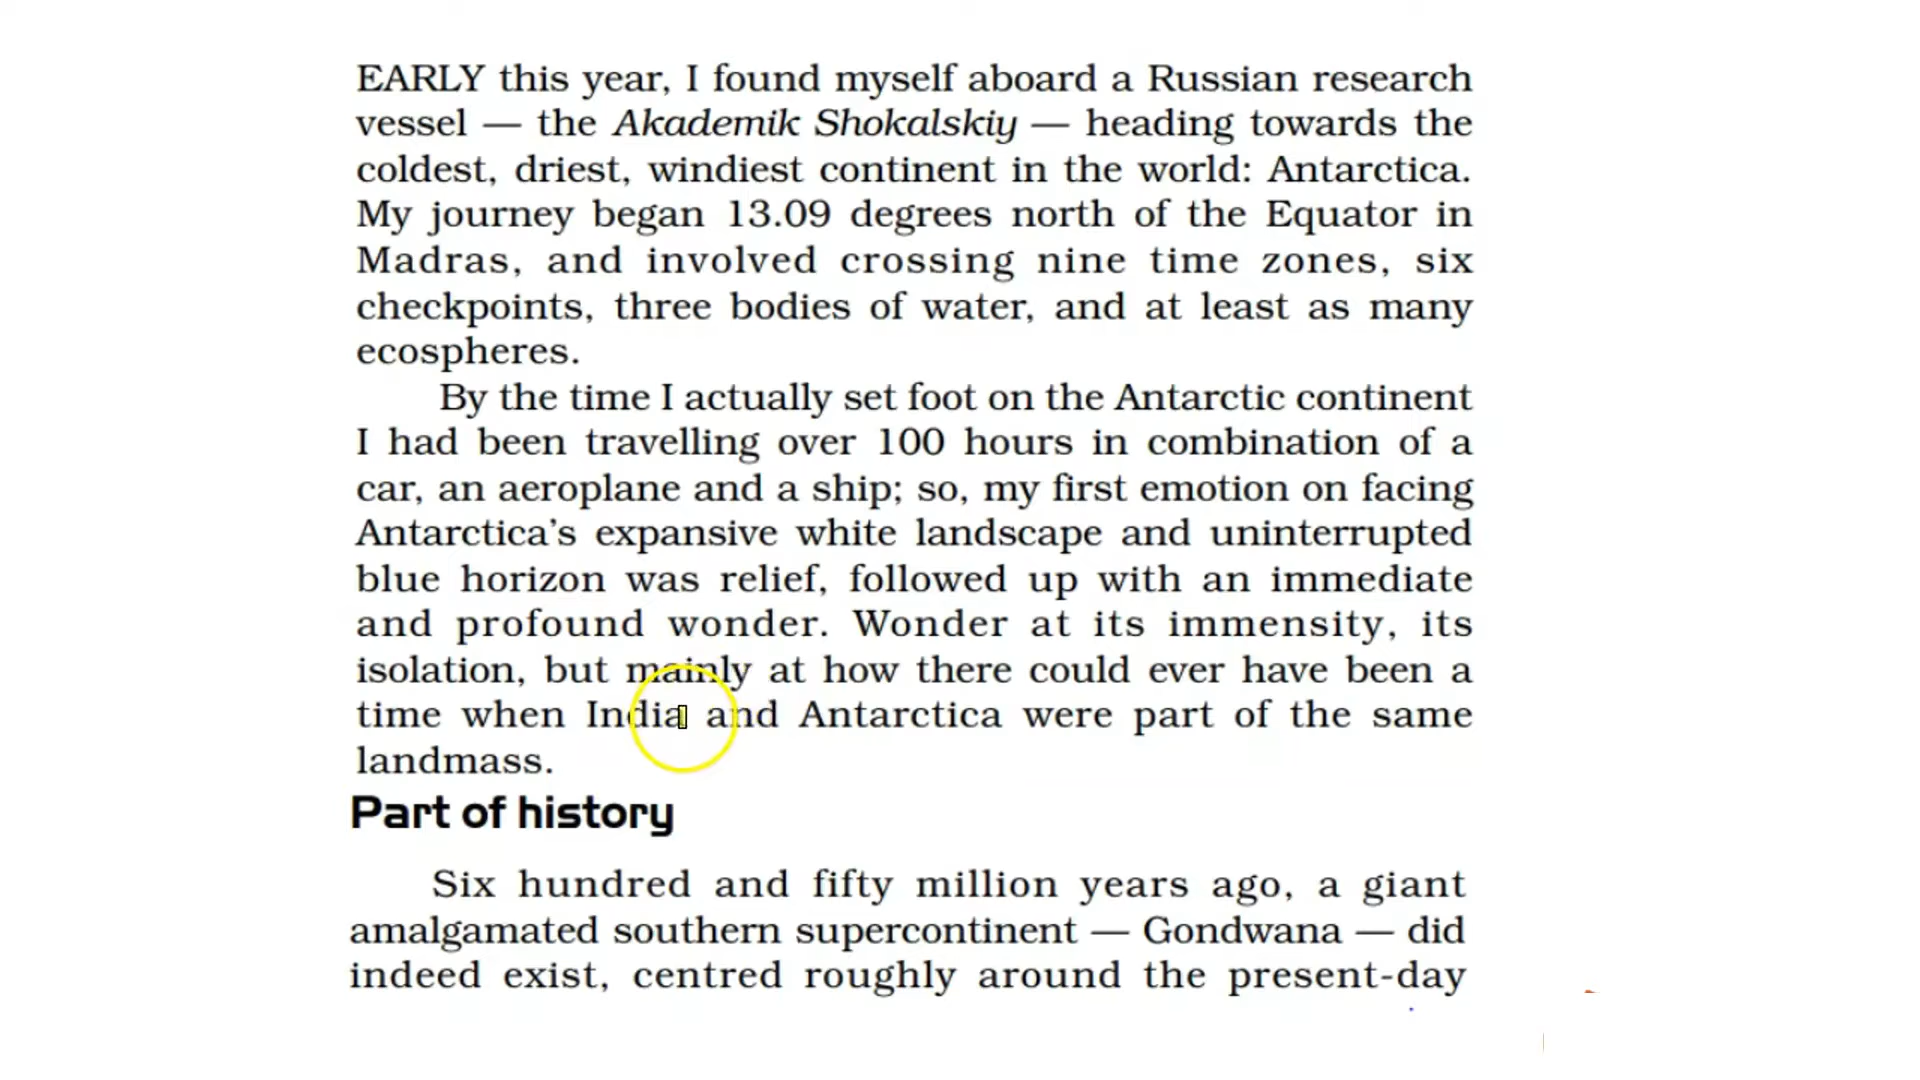 EARLY this year, I found myself aboard a Russian research
vessel — the Akademik Shokalskiy — heading towards the
coldest, driest, windiest continent in the world: Antarctica.
My journey began 13.09 degrees north of the Equator in
Madras, and involved crossing nine time zones, six
checkpoints, three bodies of water, and at least as many
ecospheres.
By the time I actually set foot on the Antarctic continent
I had been travelling over 100 hours in combination of a
car, an aeroplane and a ship; so, my first emotion on facing
Antarctica’s expansive white landscape and uninterrupted
blue horizon was relief, followed up with an immediate
and profound wonder. Wonder at its immensity, its
isolation, but mainly at how there could ever have been a
time when India and Antarctica were part of the same
landmass.
Part of history
Six hundred and fifty million years ago, a giant
amalgamated southern supercontinent — Gondwana — did
indeed exist, centred roughly around the present-day